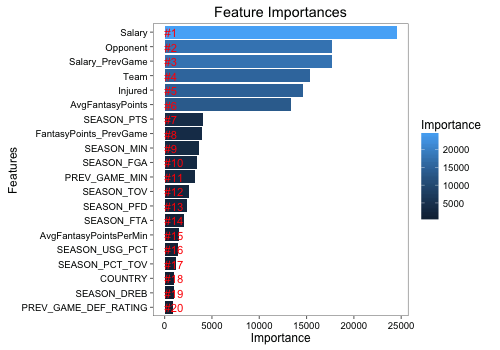 Feature Importances
Salary #1
Opponent #2
Salary_PrevGame #3
Team #4
Injured #5
AvgFantasyPoints #6
SEASON_PTS #7
FantasyPoints_PrevGame #8
SEASON_MIN #9
SEASON_FGA #10
PREV_GAME_MIN #11
SEASON_TOV #12
SEASON_PFD #13
SEASON_FTA #14
AvgFantasyPointsPerMin #15
SEASON_USG_PCT #16
SEASON_PCT_TOV #17
COUNTRY #18
SEASON_DREB #19
PREV_GAME_DEF_RATING #20
Features
0 5000 10000 15000 20000 25000
Importance
Importance
20000
15000
10000
5000